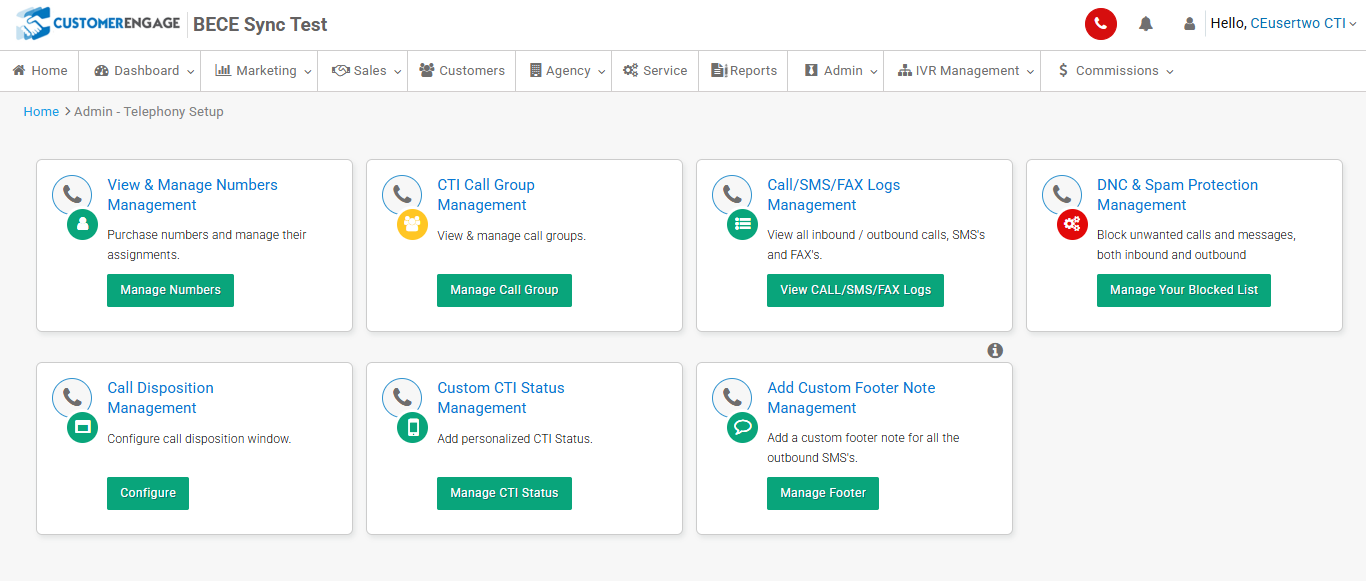 CUSTOMERENGAGE
BECE Sync Test
Hello, CEusertwo CTI
Home
Dashboard
Marketing
Sales
Customers
Agency
Service
Reports
Admin
IVR Management
$ Commissions
Home > Admin - Telephony Setup
View & Manage Numbers
Management
Purchase numbers and manage their
assignments.
Manage Numbers
CTI Call Group
Management
View & manage call groups.
Manage Call Group
Call/SMS/FAX Logs
Management
View all inbound / outbound calls, SMS's
and FAX's.
View CALL/SMS/FAX Logs
DNC & Spam Protection
Management
Block unwanted calls and messages,
both inbound and outbound
Manage Your Blocked List
Call Disposition
Management
Configure call disposition window.
Configure
Custom CTI Status
Management
Add personalized CTI Status.
Manage CTI Status
Add Custom Footer Note
Management
Add a custom footer note for all the
outbound SMS's.
Manage Footer